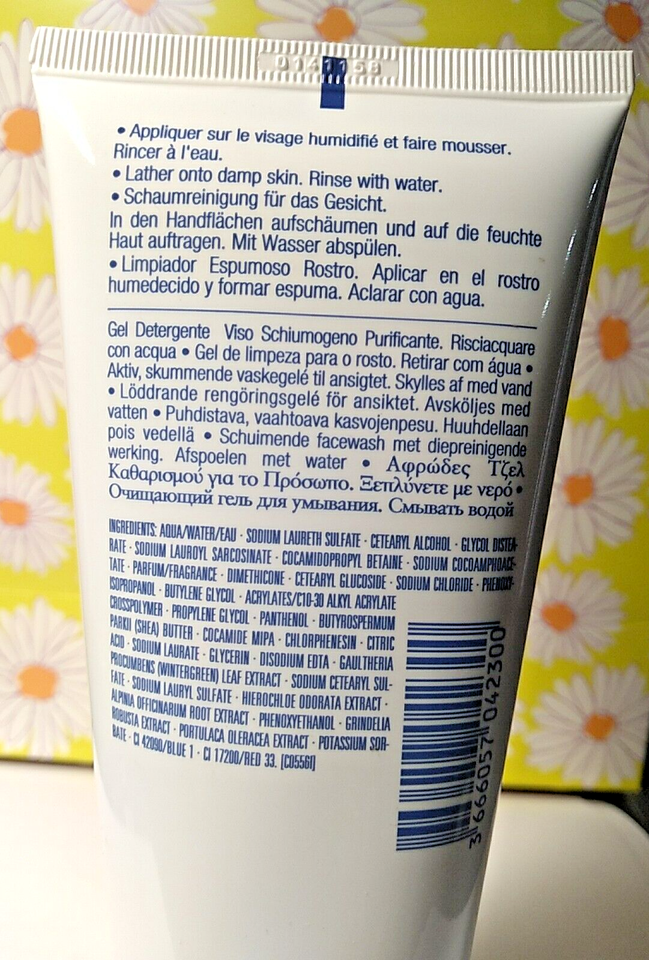 • Appliquer sur le visage humidifié et faire mousser.
Rincer à l'eau.
• Lather onto damp skin. Rinse with water.
• Schaumreinigung für das Gesicht.
In den Handflächen aufschäumen und auf die feuchte
Haut auftragen. Mit Wasser abspülen.
• Limpiador Espumoso Rostro. Aplicar en el rostro
humedecido y formar espuma. Aclarar con agua.
Gel Detergente Viso Schiumogeno Purificante. Risciacquare
con acqua • Gel de limpeza para o rosto. Retirar com água •
Aktiv, skummende vaskegelé til ansigtet. Skylles af med vand
• Löddrande rengöringsgelé för ansiktet. Avsköljes med
vatten • Puhdistava, vaahtoava kasvojenpesu. Huuhdellaan
pois vedellä • Schuimende facewash met diepreinigende
werking. Afspoelen met water • Αφρώδες Τζελ
Καθαρισμού για το Πρόσωπο. Ξεπλύνετε με νερό •
Очищающий гель для умывания. Смывать водой
INGREDIENTS: AQUA/WATER/EAU · SODIUM LAURETH SULFATE · CETEARYL ALCOHOL · GLYCOL DISTEA-
RATE · SODIUM LAUROYL SARCOSINATE · COCAMIDOPROPYL BETAINE · SODIUM COCOAMPHOACE-
TATE · PARFUM/FRAGRANCE · DIMETHICONE · CETEARYL GLUCOSIDE · SODIUM CHLORIDE · PHENOXY-
ISOPROPANOL · BUTYLENE GLYCOL · ACRYLATES/C10-30 ALKYL ACRYLATE
CROSSPOLYMER · PROPYLENE GLYCOL · PANTHENOL · BUTYROSPERMUM
PARKII (SHEA) BUTTER · COCAMIDE MIPA · CHLORPHENESIN · CITRIC
ACID · SODIUM LAURATE · GLYCERIN · DISODIUM EDTA · GAULTHERIA
PROCUMBENS (WINTERGREEN) LEAF EXTRACT · SODIUM CETEARYL SUL-
FATE · SODIUM LAURYL SULFATE · HIEROCHLOE ODORATA EXTRACT ·
ALPINIA OFFICINARUM ROOT EXTRACT · PHENOXYETHANOL · GRINDELIA
ROBUSTA EXTRACT · PORTULACA OLERACEA EXTRACT · POTASSIUM SOR-
BATE · CI 42090/BLUE 1 · CI 17200/RED 33. [C0556I]
3 666057 042300